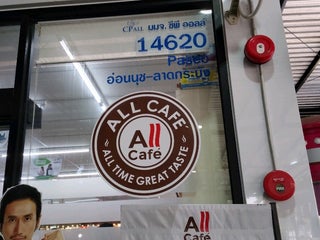 CPALL บมจ. ซีพี ออลล์
14620
Paseo
อ่อนนุช-ลาดกระบัง
ALL CAFE
All
Café
ALL TIME GREAT TASTE
PUSH
All
Café